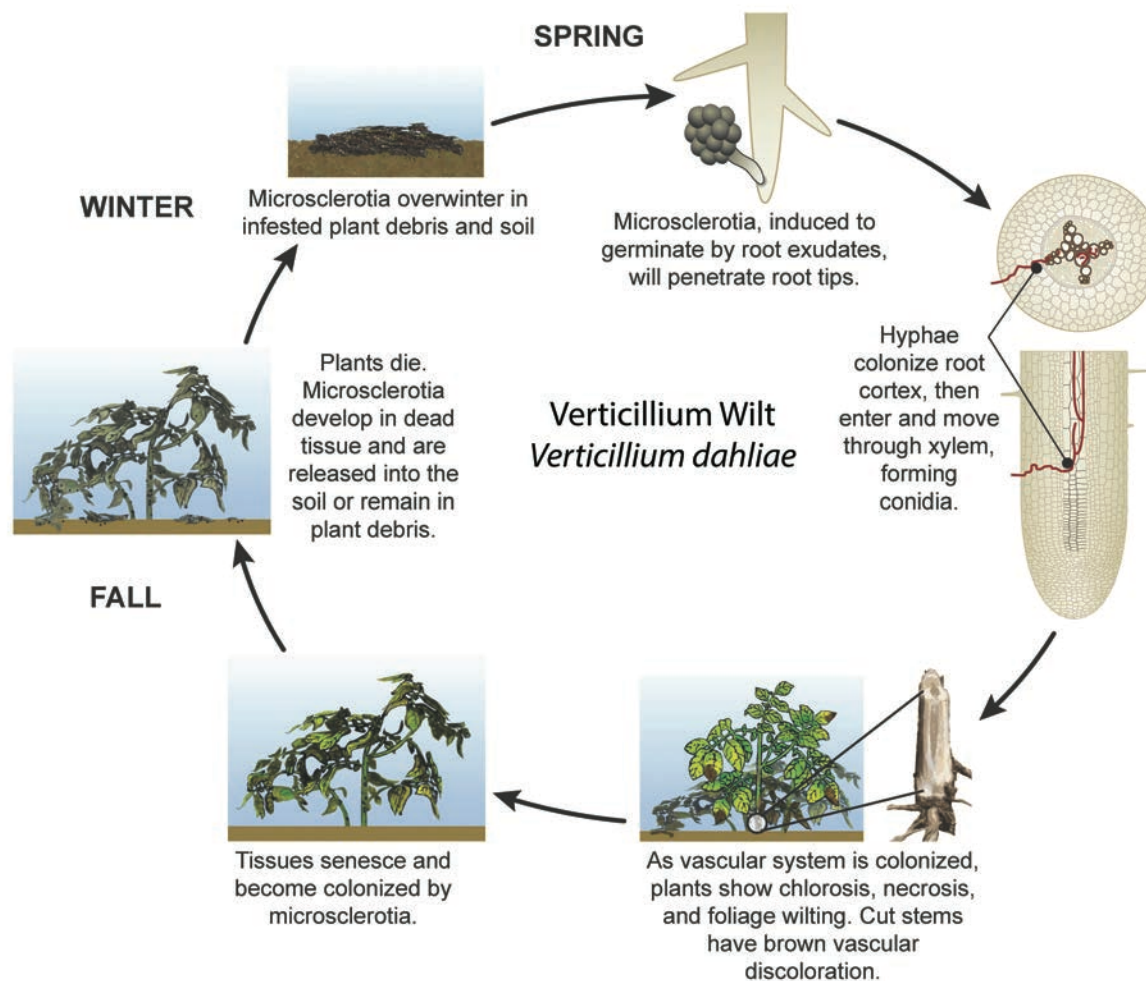 SPRING
WINTER
Microsclerotia overwinter in
infested plant debris and soil
Microsclerotia, induced to
germinate by root exudates,
will penetrate root tips.
Hyphae
colonize root
cortex, then
enter and move
through xylem,
forming
conidia.
Plants die.
Microsclerotia
develop in dead
tissue and are
released into the
soil or remain in
plant debris.
Verticillium Wilt
Verticillium dahliae
FALL
Tissues senesce and
become colonized by
microsclerotia.
As vascular system is colonized,
plants show chlorosis, necrosis,
and foliage wilting. Cut stems
have brown vascular
discoloration.